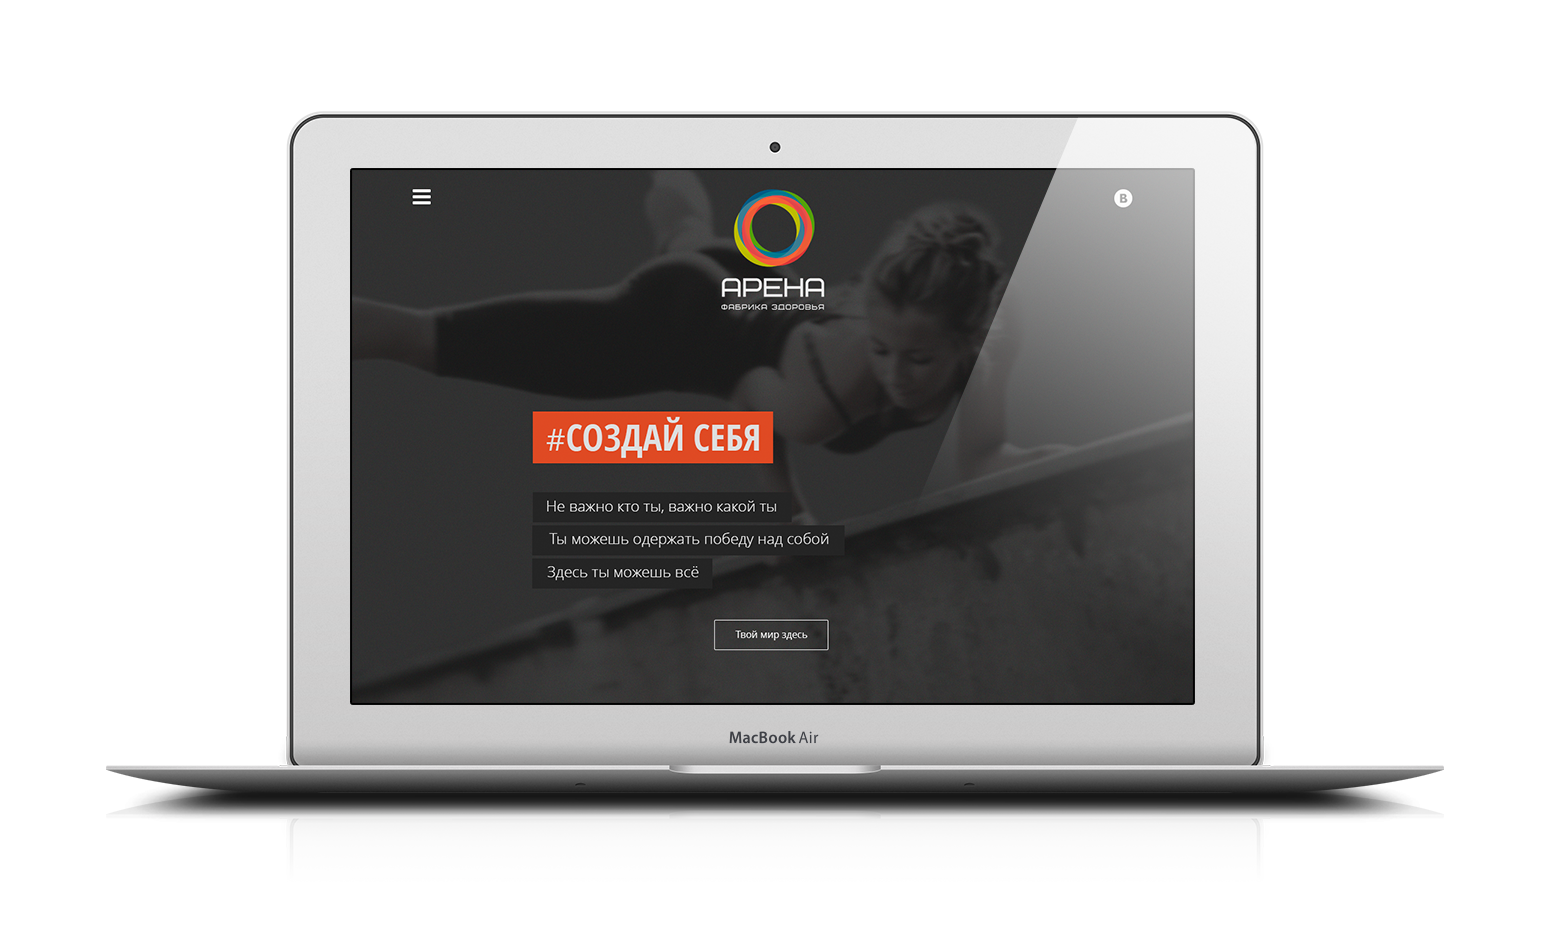 B
АРЕНА
ФАБРИКА ЗДОРОВЬЯ
#СОЗДАЙ СЕБЯ
Не важно кто ты, важно какой ты
Ты можешь одержать победу над собой
Здесь ты можешь всё
Твой мир здесь
MacBook Air